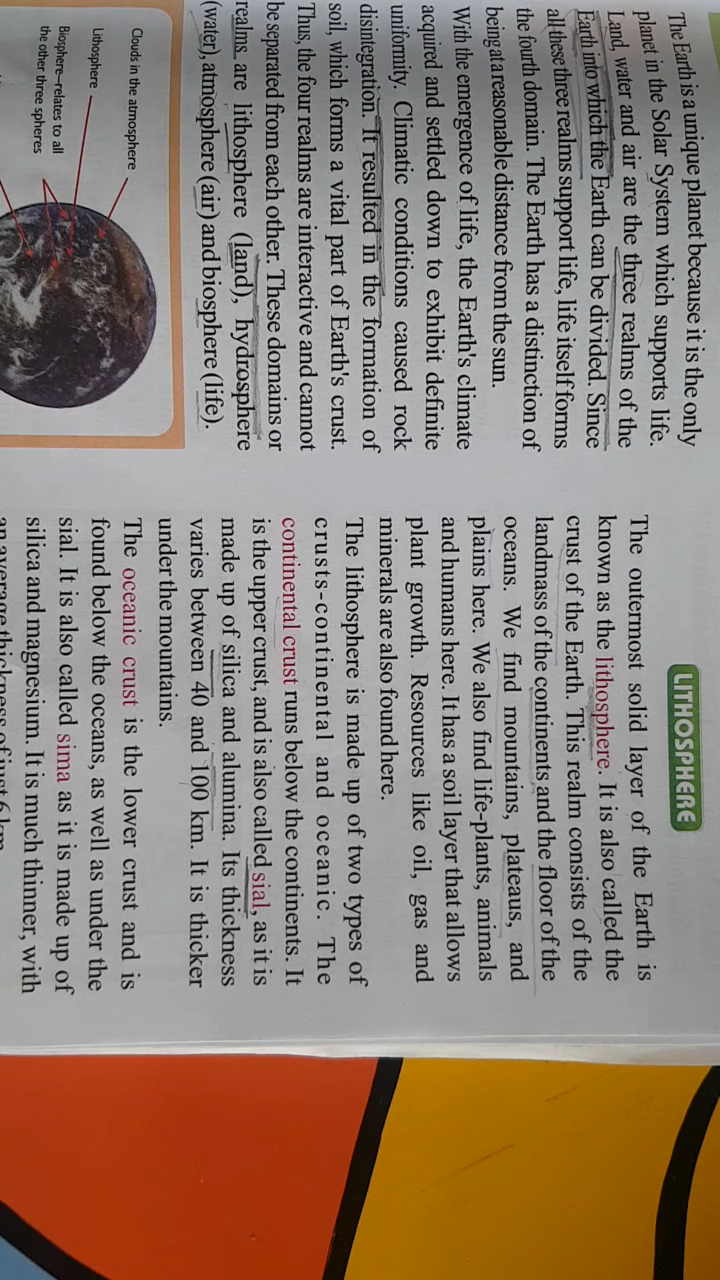 The Earth is a unique planet because it is the only
planet in the Solar System which supports life.
Land, water and air are the three realms of the
Earth into which the Earth can be divided. Since
all these three realms support life, life itself forms
the fourth domain. The Earth has a distinction of
being at a reasonable distance from the sun.
With the emergence of life, the Earth's climate
acquired and settled down to exhibit definite
uniformity. Climatic conditions caused rock
disintegration. It resulted in the formation of
soil, which forms a vital part of Earth's crust.
Thus, the four realms are interactive and cannot
be separated from each other. These domains or
realms are lithosphere (land), hydrosphere
(water), atmosphere (air) and biosphere (life).
Clouds in the atmosphere
Lithosphere
Biosphere–relates to all
the other three spheres
LITHOSPHERE
The outermost solid layer of the Earth is
known as the lithosphere. It is also called the
crust of the Earth. This realm consists of the
landmass of the continents and the floor of the
oceans. We find mountains, plateaus, and
plains here. We also find life-plants, animals
and humans here. It has a soil layer that allows
plant growth. Resources like oil, gas and
minerals are also found here.
The lithosphere is made up of two types of
crusts-continental and oceanic. The
continental crust runs below the continents. It
is the upper crust, and is also called sial, as it is
made up of silica and alumina. Its thickness
varies between 40 and 100 km. It is thicker
under the mountains.
The oceanic crust is the lower crust and is
found below the oceans, as well as under the
sial. It is also called sima as it is made up of
silica and magnesium. It is much thinner, with
an average thickness of just 6 km